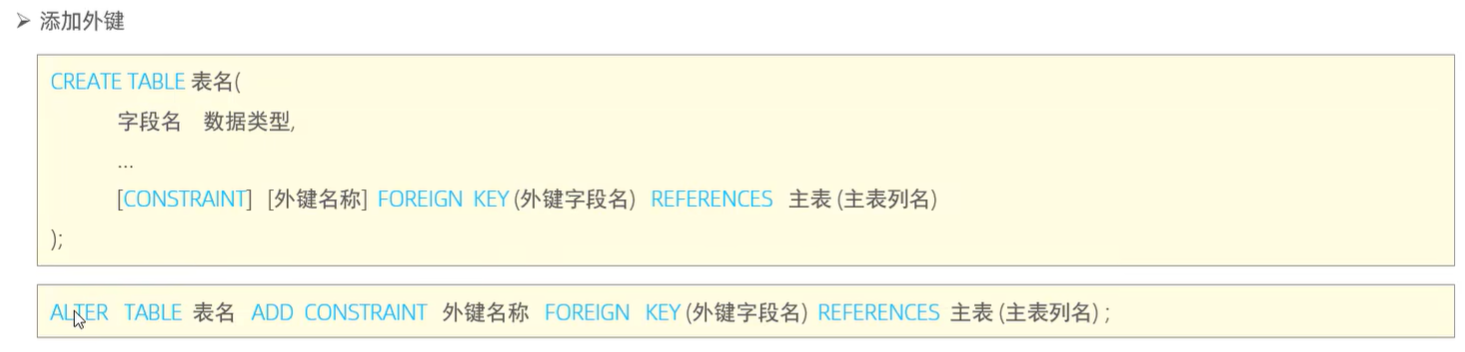 ➢ 添加外键
CREATE TABLE 表名(
字段名 数据类型,
...
[CONSTRAINT] [外键名称] FOREIGN KEY (外键字段名) REFERENCES 主表 (主表列名)
);
ALTER TABLE 表名 ADD CONSTRAINT 外键名称 FOREIGN KEY (外键字段名) REFERENCES 主表 (主表列名) ;